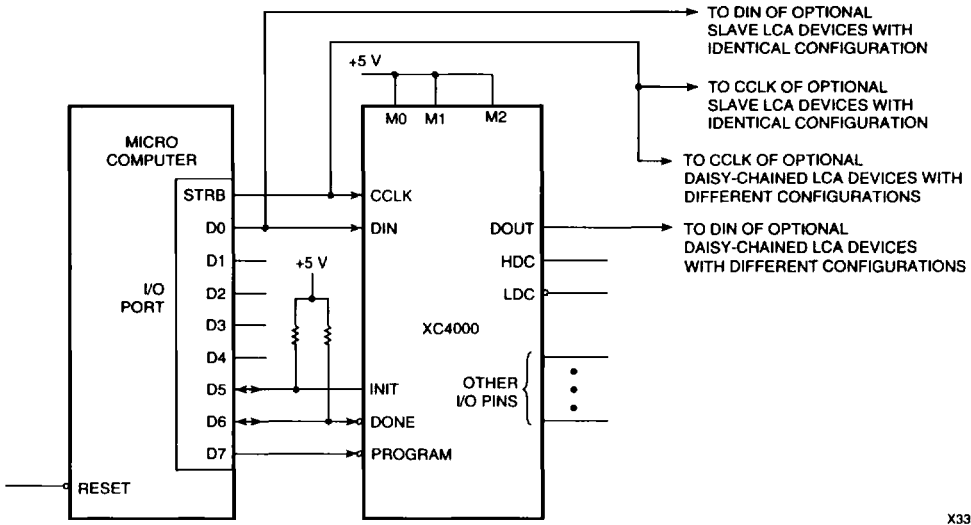 TO DIN OF OPTIONAL
SLAVE LCA DEVICES WITH
IDENTICAL CONFIGURATION
+5 V
TO CCLK OF OPTIONAL
SLAVE LCA DEVICES WITH
IDENTICAL CONFIGURATION
M0 M1 M2
MICRO
COMPUTER
TO CCLK OF OPTIONAL
DAISY-CHAINED LCA DEVICES WITH
DIFFERENT CONFIGURATIONS
STRB
CCLK
D0
DIN
DOUT
TO DIN OF OPTIONAL
DAISY-CHAINED LCA DEVICES
WITH DIFFERENT CONFIGURATIONS
D1
+5 V
HDC
I/O
PORT
D2
LDC
D3
XC4000
D4
OTHER
I/O PINS
D5
INIT
D6
DONE
D7
PROGRAM
RESET
X33